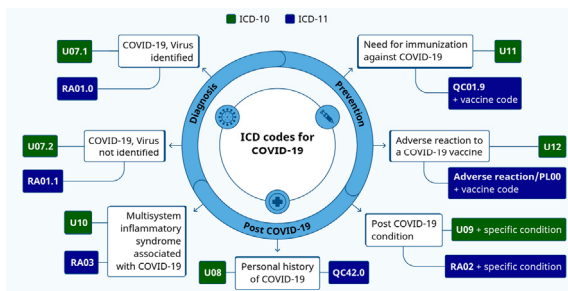 ICD-10 ICD-11
U07.1
COVID-19, Virus
identified
RA01.0
Need for immunization
against COVID-19
U11
QC01.9
+ vaccine code
Diagnosis
Prevention
ICD codes for
COVID-19
U07.2
COVID-19, Virus
not identified
RA01.1
Adverse reaction to
a COVID-19 vaccine
U12
Adverse reaction/PL00
+ vaccine code
U10
Multisystem
inflammatory
syndrome
associated
with COVID-19
RA03
Post COVID-19
Post COVID-19
condition
U09 + specific condition
RA02 + specific condition
U08
Personal history
of COVID-19
QC42.0